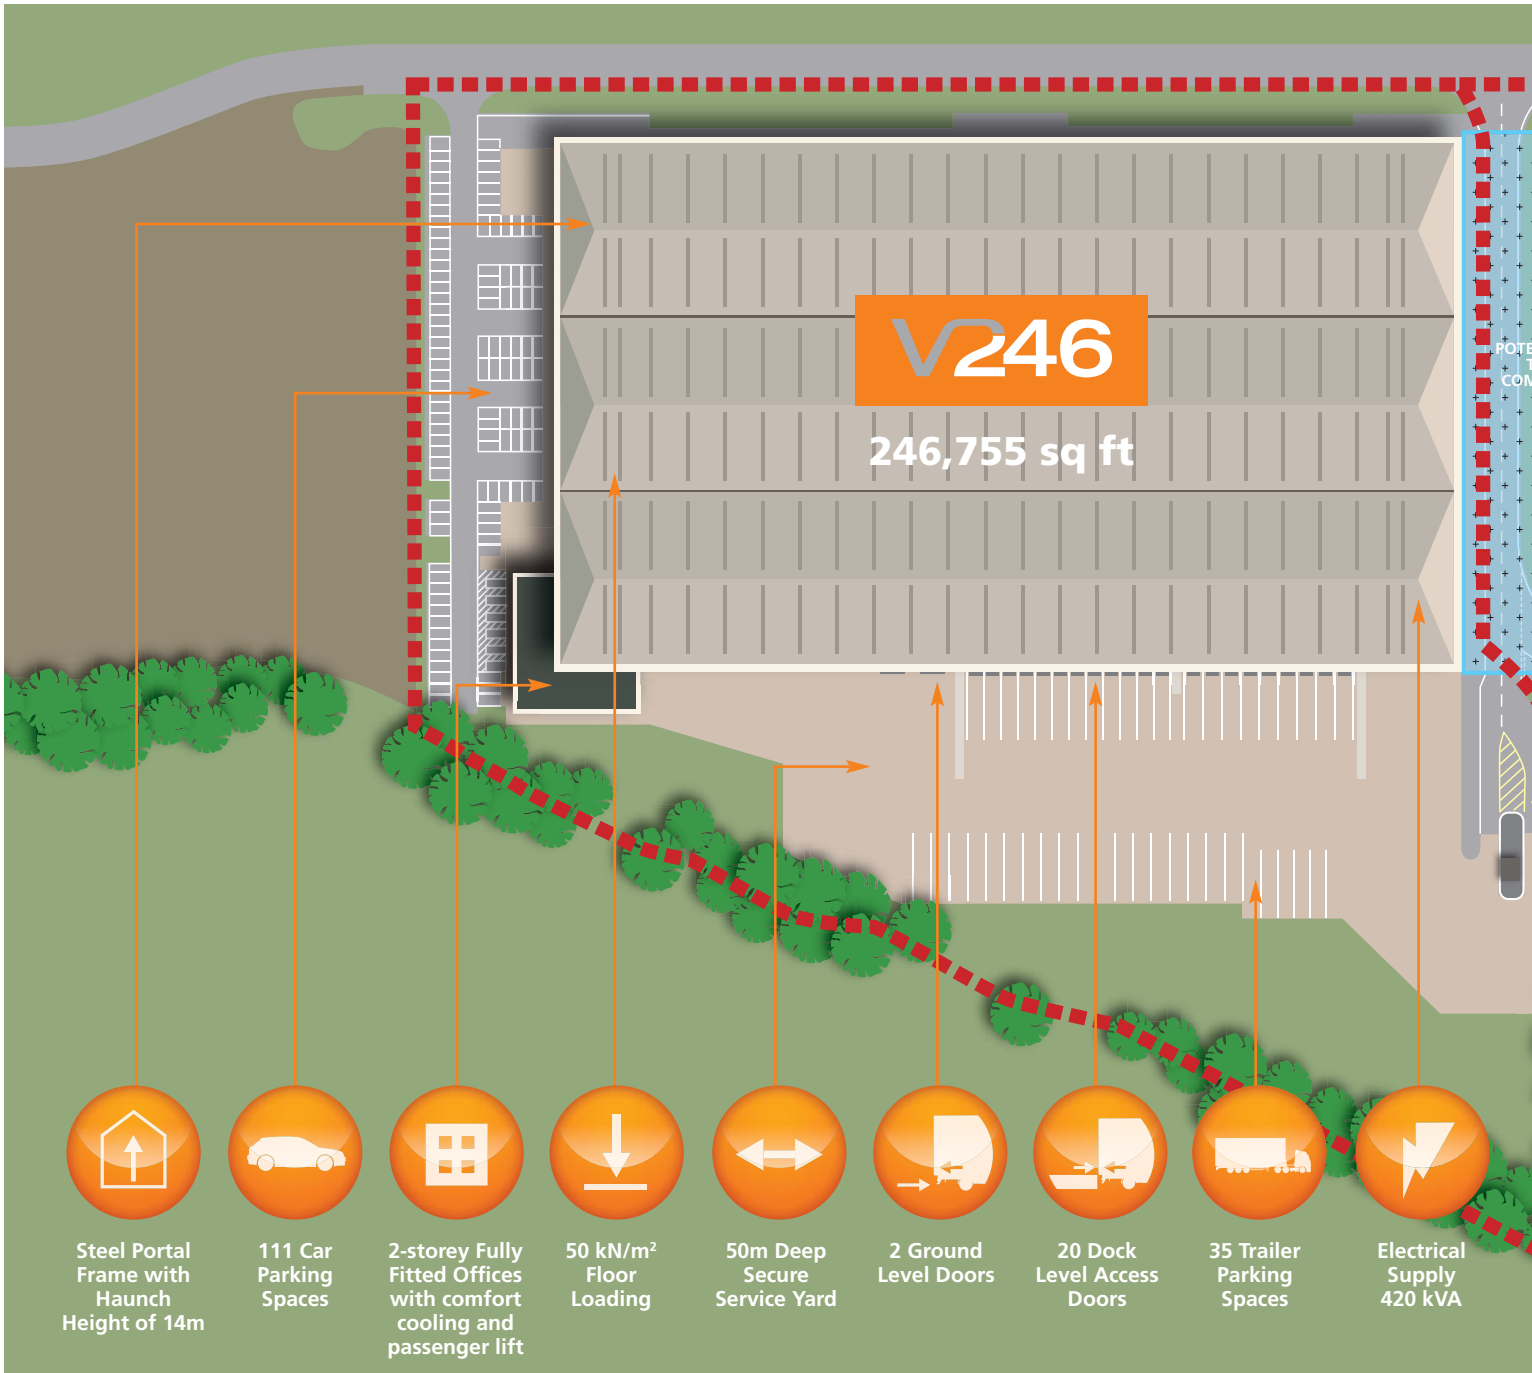 V246
246,755 sq ft
Steel Portal
Frame with
Haunch
Height of 14m
111 Car
Parking
Spaces
2-storey Fully
Fitted Offices
with comfort
cooling and
passenger lift
50 kN/m²
Floor
Loading
50m Deep
Secure
Service Yard
2 Ground
Level Doors
20 Dock
Level Access
Doors
35 Trailer
Parking
Spaces
Electrical
Supply
420 kVA